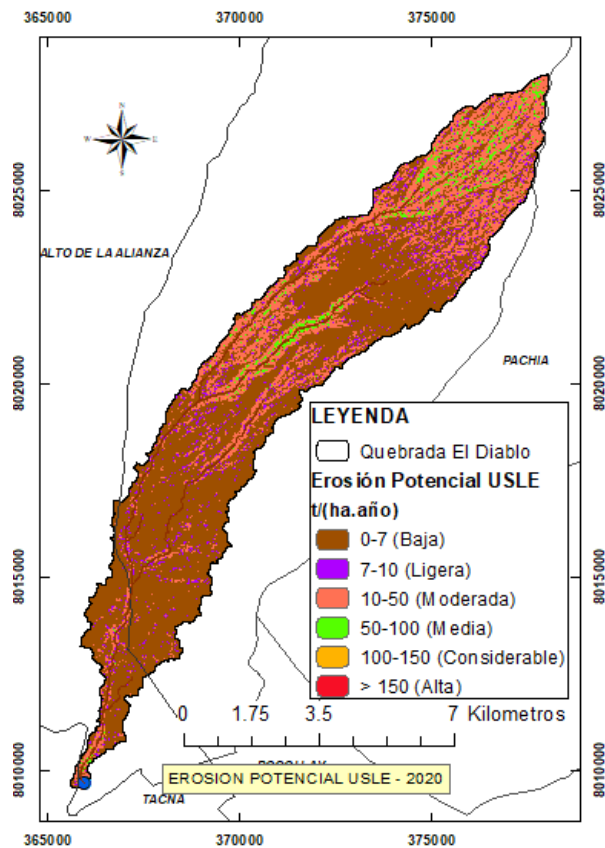 365000 370000 375000
N
W E
S
8025000 8025000
ALTO DE LA ALIANZA
8020000 8020000
PACHIA
LEYENDA
Quebrada El Diablo
Erosión Potencial USLE
t/(ha.año)
0-7 (Baja)
7-10 (Ligera)
10-50 (Moderada)
50-100 (Media)
100-150 (Considerable)
> 150 (Alta)
8015000 8015000
0 1.75 3.5 7 Kilometros
8010000 8010000
EROSION POTENCIAL USLE - 2020
TACNA
365000 370000 375000